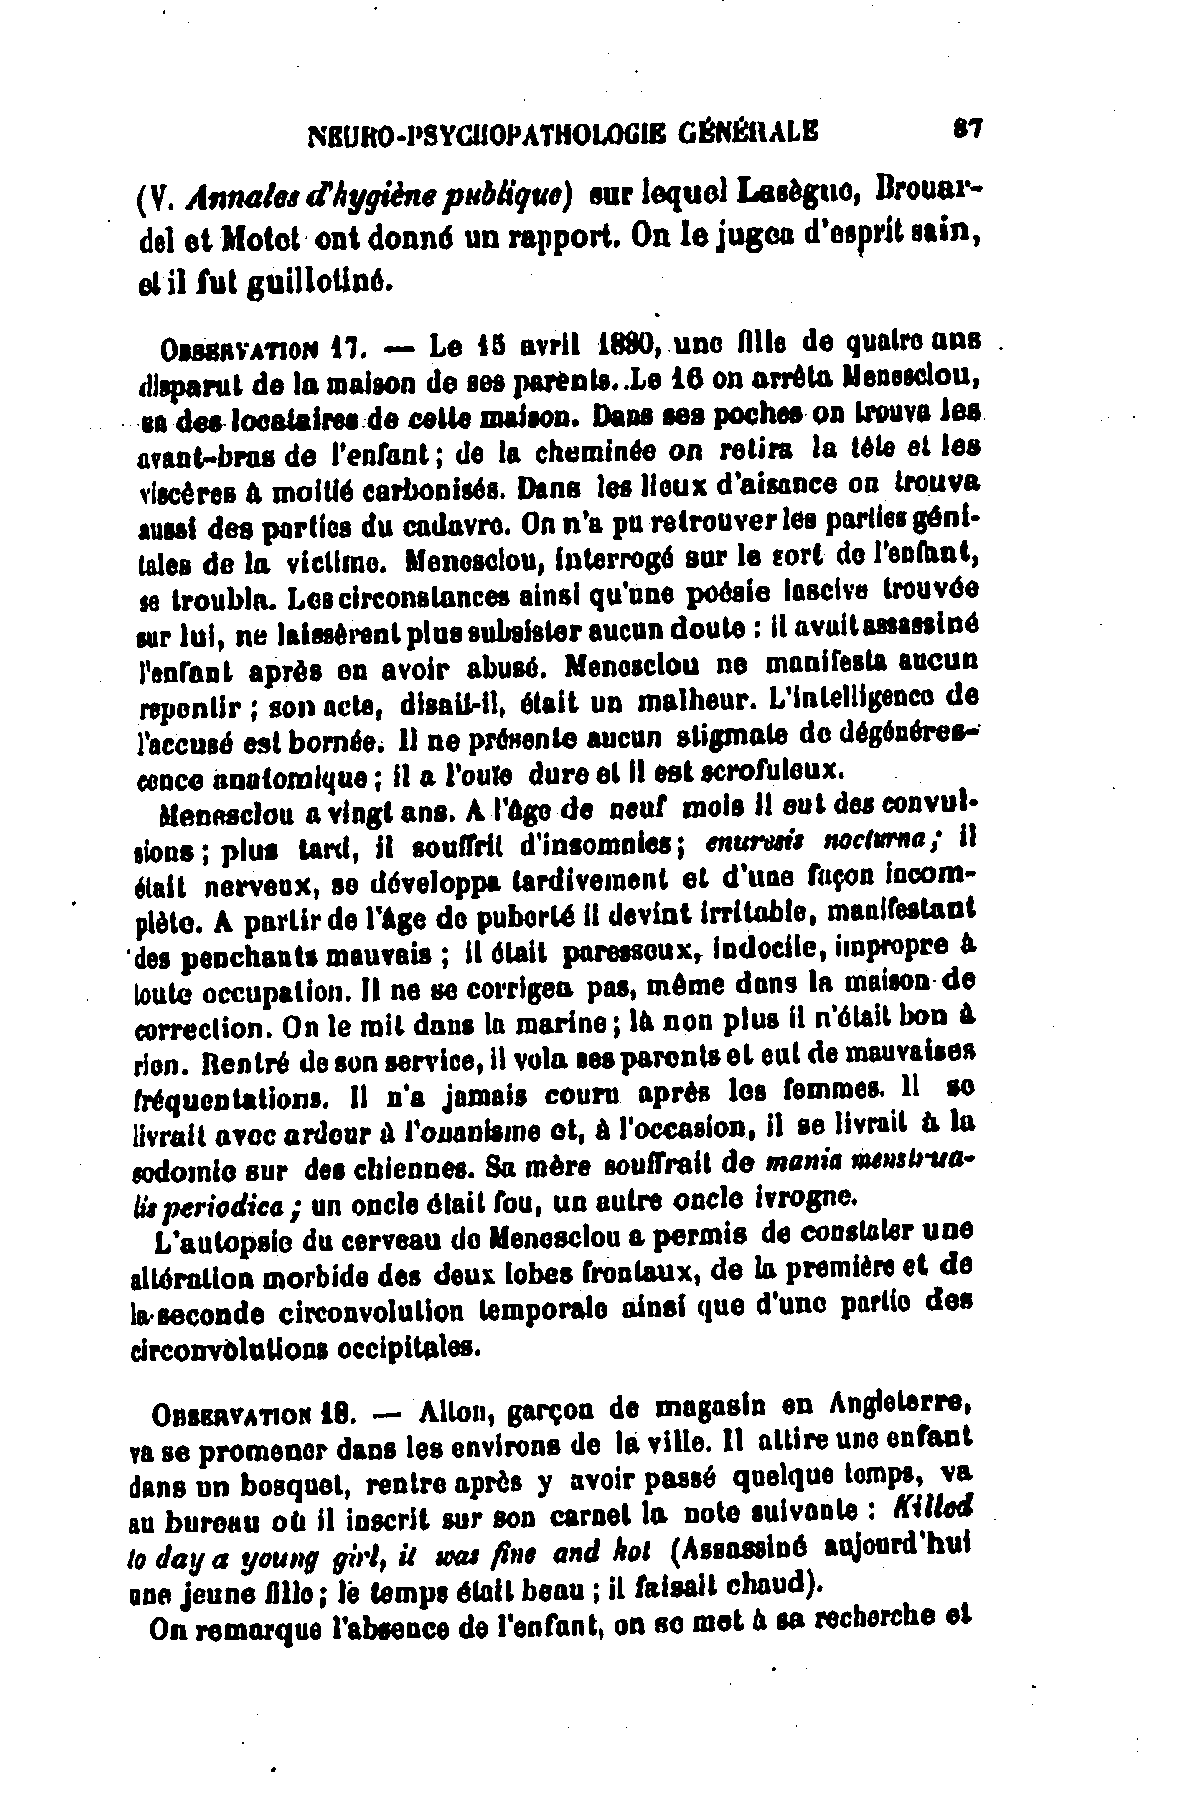 NEURO-PSYCHOPATHOLOGIE GÉNÉRALE 87
(V. Annales d'hygiène publique) sur lequel Lasègue, Brouar-
del et Motet ont donné un rapport. On le jugea d'esprit sain,
et il fut guillotiné.
OBSERVATION 17. — Le 15 avril 1880, une fille de quatre ans
disparut de la maison de ses parents. Le 16 on arrêta Menesclou,
un des locataires de cette maison. Dans ses poches on trouva les
avant-bras de l'enfant ; de la cheminée on retira la tête et les
viscères à moitié carbonisés. Dans les lieux d'aisance on trouva
aussi des parties du cadavre. On n'a pu retrouver les parties géni-
tales de la victime. Menesclou, interrogé sur le sort de l'enfant,
se troubla. Les circonstances ainsi qu'une poésie lascive trouvée
sur lui, ne laissèrent plus subsister aucun doute : il avait assassiné
l'enfant après en avoir abusé. Menesclou ne manifesta aucun
repentir ; son acte, disait-il, était un malheur. L'intelligence de
l'accusé est bornée. Il ne présente aucun stigmate de dégénéres-
cence anatomique ; il a l'ouïe dure et il est scrofuleux.
Menesclou a vingt ans. A l'âge de neuf mois il eut des convul-
sions ; plus tard, il souffrit d'insomnies ; enuresis nocturna ; il
était nerveux, se développa tardivement et d'une façon incom-
plète. A partir de l'âge de puberté il devint irritable, manifestant
des penchants mauvais ; il était paresseux, indocile, impropre à
toute occupation. Il ne se corrigea pas, même dans la maison de
correction. On le mit dans la marine ; là non plus il n'était bon à
rien. Rentré de son service, il vola ses parents et eut de mauvaises
fréquentations. Il n'a jamais couru après les femmes. Il se
livrait avec ardeur à l'onanisme et, à l'occasion, il se livrait à la
sodomie sur des chiennes. Sa mère souffrait de mania menstrua-
lis periodica ; un oncle était fou, un autre oncle ivrogne.
L'autopsie du cerveau de Menesclou a permis de constater une
altération morbide des deux lobes frontaux, de la première et de
la seconde circonvolution temporale ainsi que d'une partie des
circonvolutions occipitales.
OBSERVATION 18. — Alton, garçon de magasin en Angleterre,
va se promener dans les environs de la ville. Il attire une enfant
dans un bosquet, rentre après y avoir passé quelque temps, va
au bureau où il inscrit sur son carnet la note suivante : Killed
to day a young girl, it was fine and hot (Assassiné aujourd'hui
une jeune fille ; le temps était beau ; il faisait chaud).
On remarque l'absence de l'enfant, on se met à sa recherche et